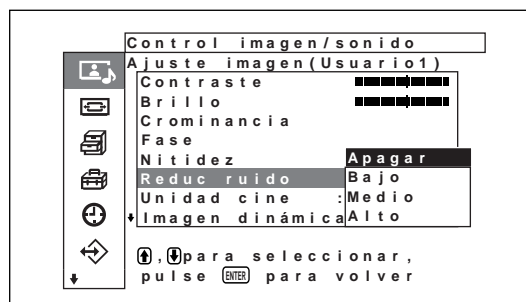 Control imagen/sonido
Ajuste imagen(Usuario1)
Contraste
Brillo
Crominancia
Fase
Nitidez Apagar
Reduc ruido Bajo
Unidad cine : Medio
Imagen dinámica Alto
, para seleccionar,
pulse ENTER para volver